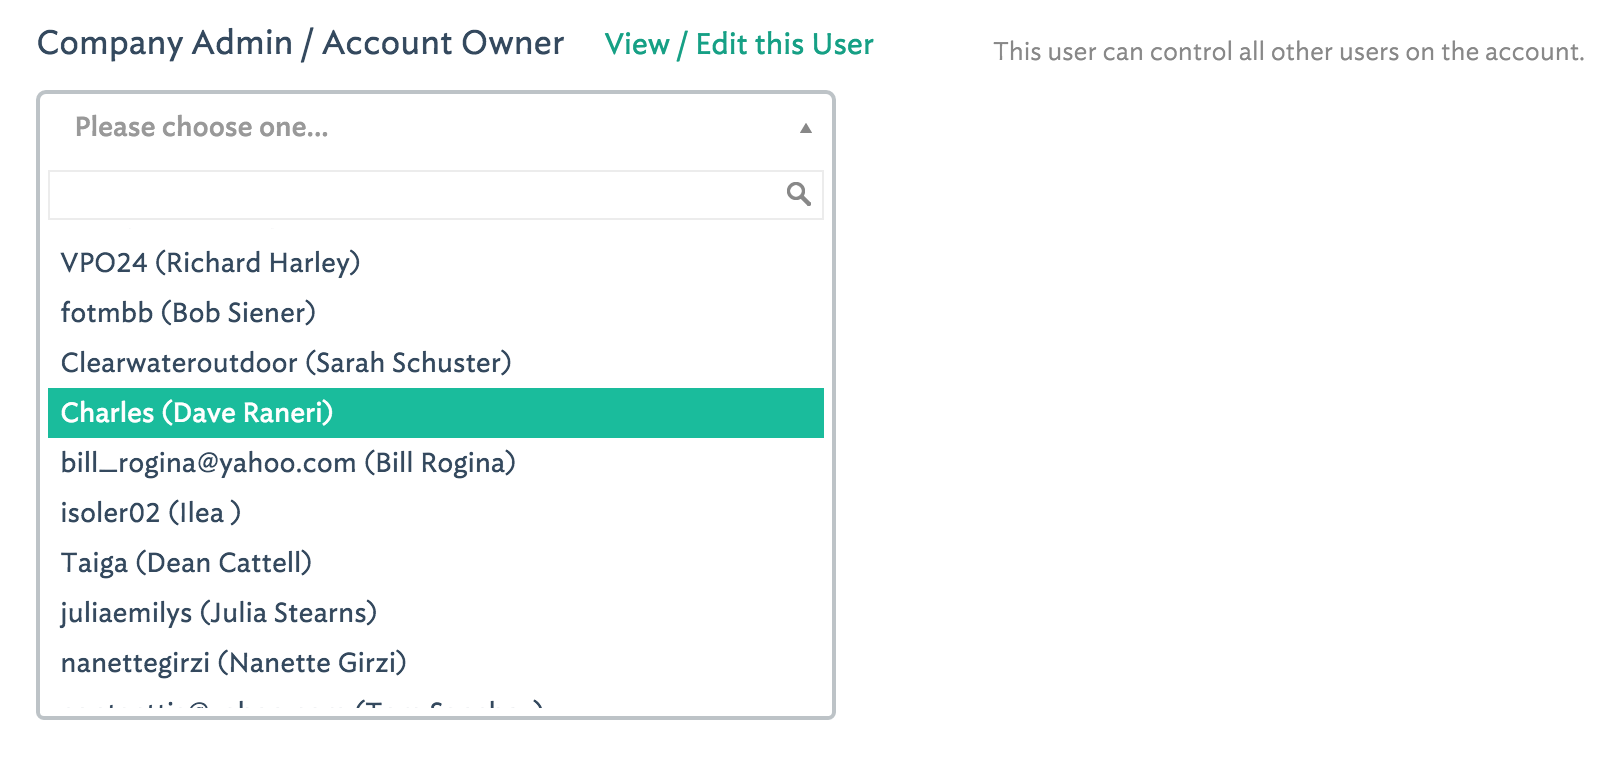 Company Admin / Account Owner View / Edit this User This user can control all other users on the account.
Please choose one...
VPO24 (Richard Harley)
fotmbb (Bob Siener)
Clearwateroutdoor (Sarah Schuster)
Charles (Dave Raneri)
bill_rogina@yahoo.com (Bill Rogina)
isoler02 (Ilea )
Taiga (Dean Cattell)
juliaemilys (Julia Stearns)
nanettegirzi (Nanette Girzi)